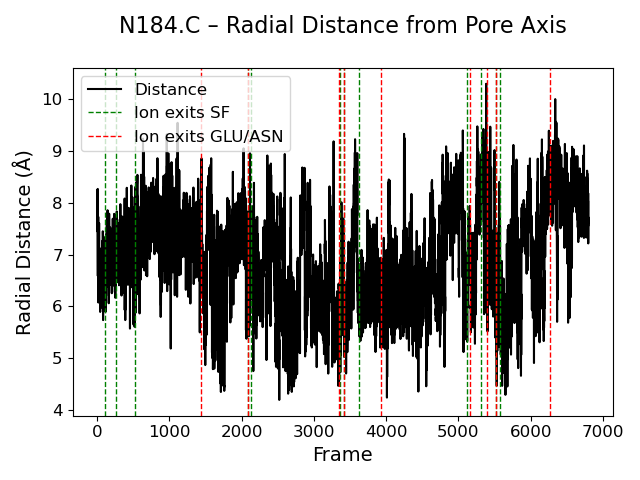 N184.C – Radial Distance from Pore Axis
Distance
Ion exits SF
Ion exits GLU/ASN
Radial Distance (Å)
10
9
8
7
6
5
4
0
1000
2000
3000
4000
5000
6000
7000
Frame